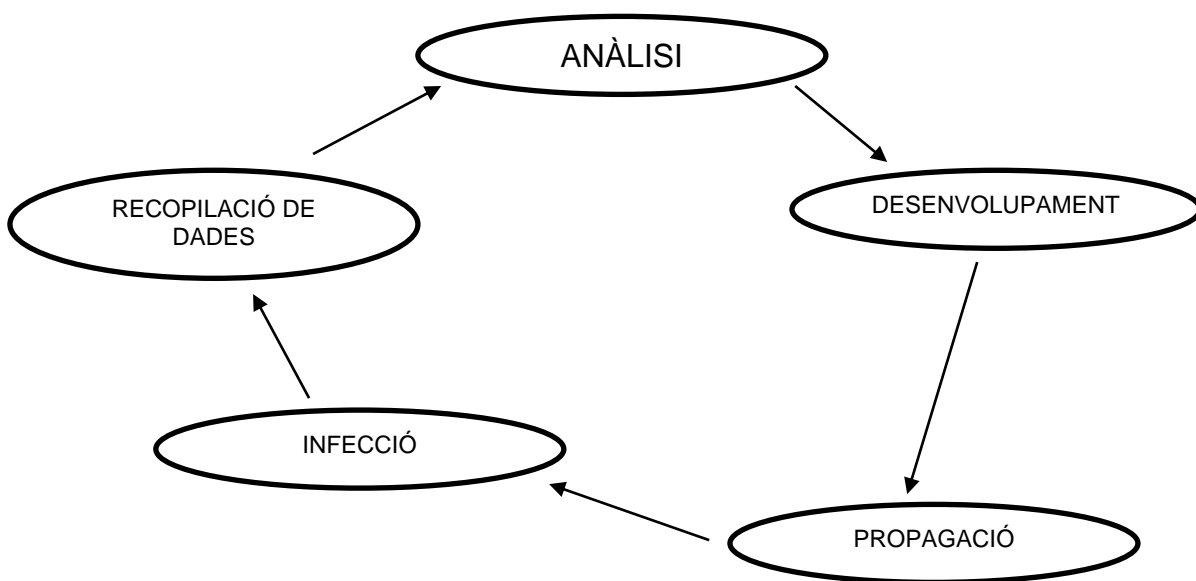 ANÀLISI
DESENVOLUPAMENT
RECOPILACIÓ DE
DADES
INFECCIÓ
PROPAGACIÓ